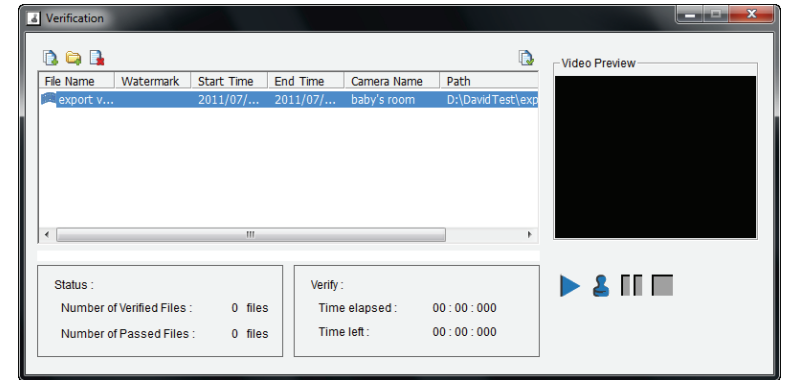 Verification
File Name Watermark Start Time End Time Camera Name Path
export v... 2011/07/... 2011/07/... baby's room D:\DavidTest\exp
Video Preview
Status :
Number of Verified Files : 0 files
Number of Passed Files : 0 files
Verify :
Time elapsed : 00 : 00 : 000
Time left : 00 : 00 : 000